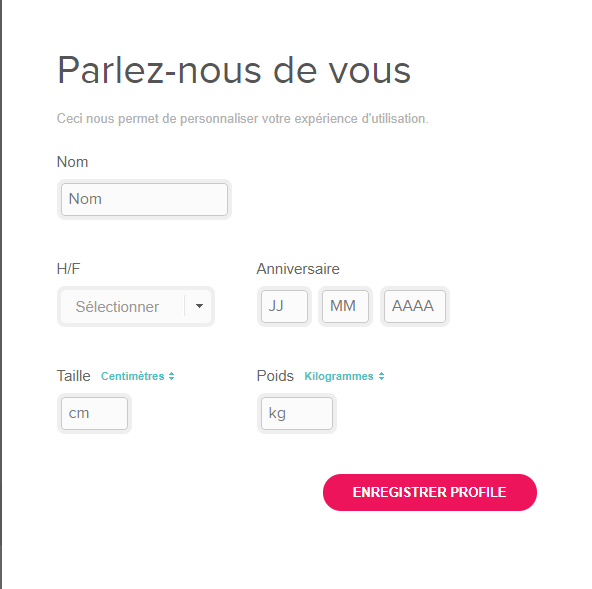 Parlez-nous de vous
Ceci nous permet de personnaliser votre expérience d'utilisation.
Nom
Nom
H/F Anniversaire
Sélectionner JJ MM AAAA
Taille Centimètres Poids Kilogrammes
cm kg
ENREGISTRER PROFILE